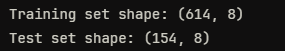 Training set shape: (614, 8)
Test set shape: (154, 8)